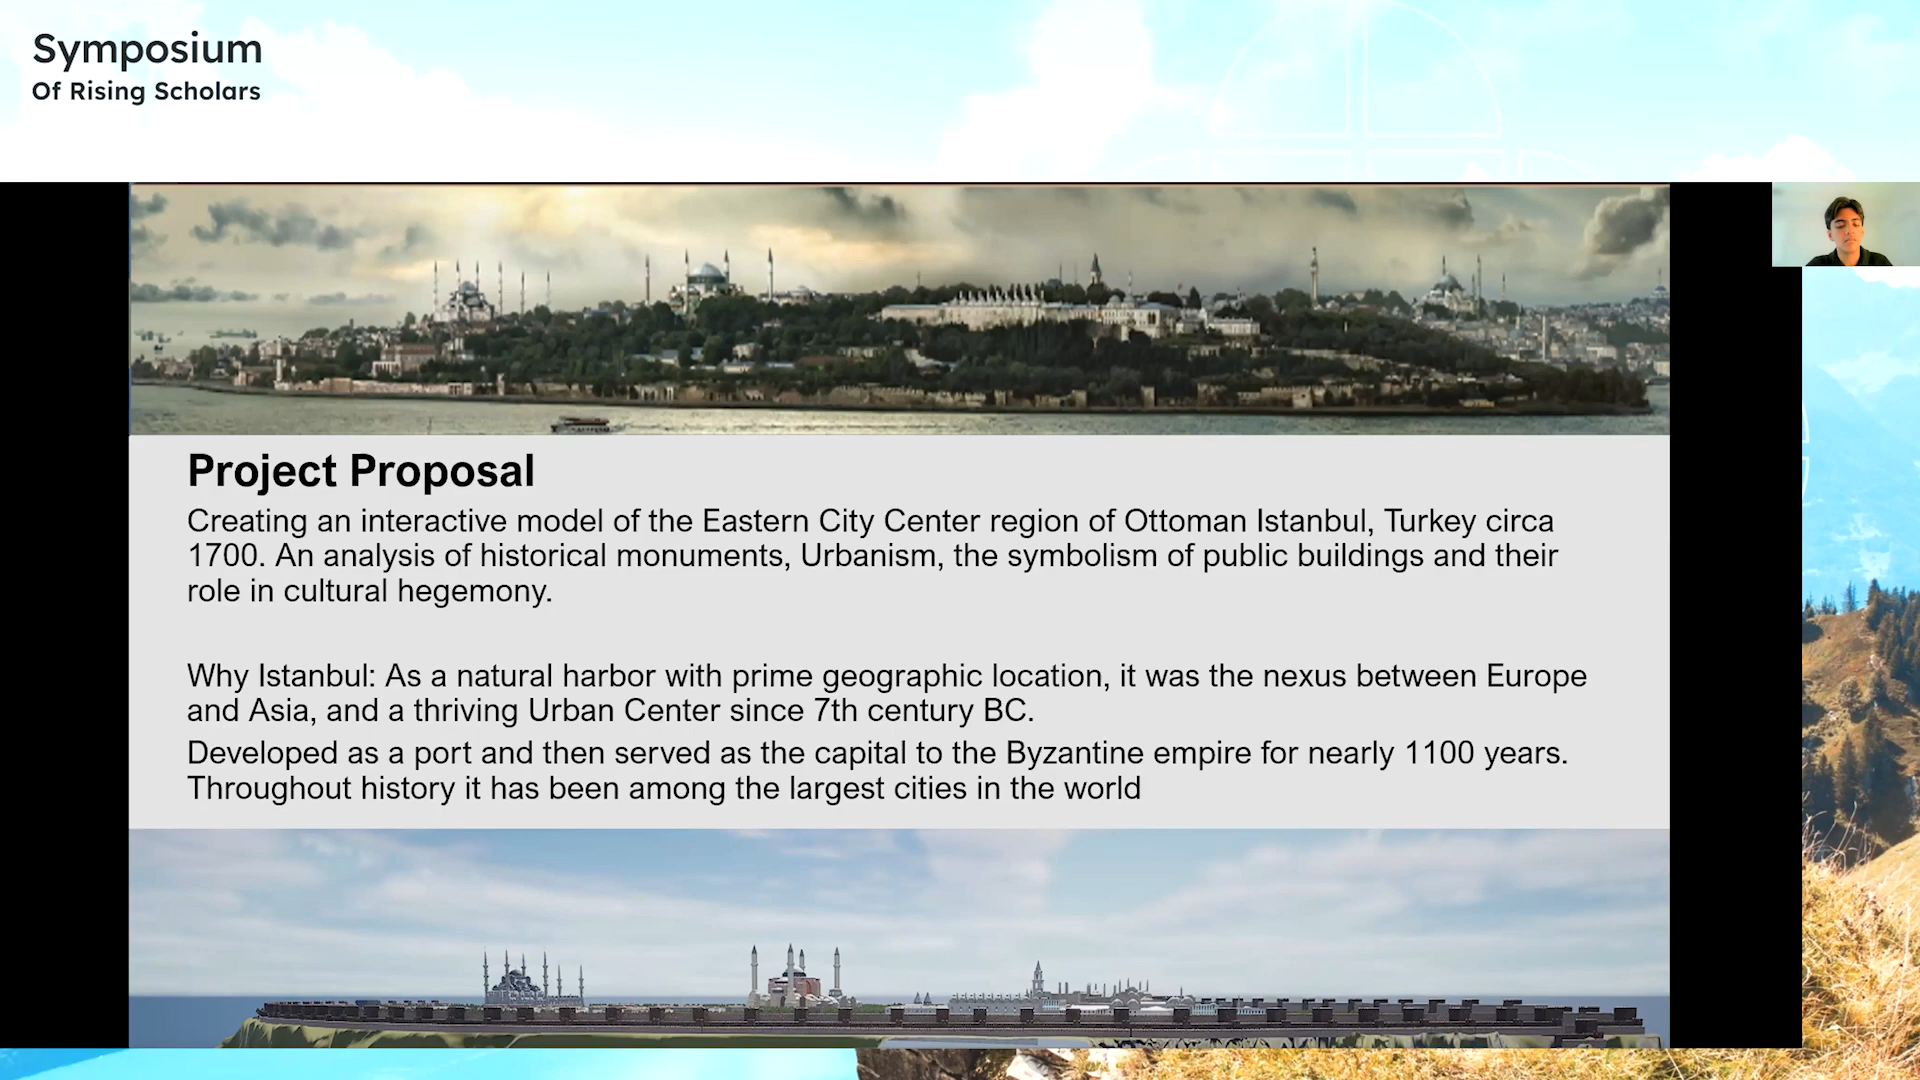 Symposium
Of Rising Scholars
Project Proposal
Creating an interactive model of the Eastern City Center region of Ottoman Istanbul, Turkey circa
1700. An analysis of historical monuments, Urbanism, the symbolism of public buildings and their
role in cultural hegemony.
Why Istanbul: As a natural harbor with prime geographic location, it was the nexus between Europe
and Asia, and a thriving Urban Center since 7th century BC.
Developed as a port and then served as the capital to the Byzantine empire for nearly 1100 years.
Throughout history it has been among the largest cities in the world